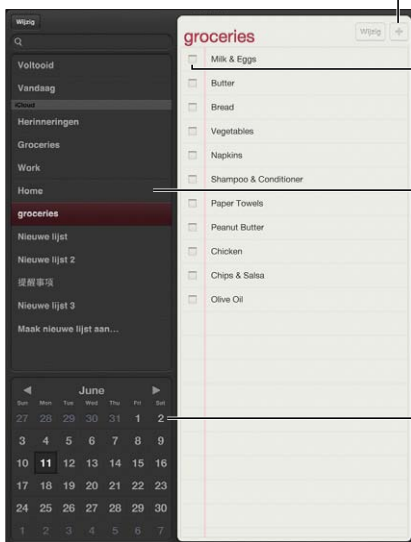 Wijzig
Voltooid
Vandaag
iCloud
Herinneringen
Groceries
Work
Home
groceries
Nieuwe lijst
Nieuwe lijst 2
提醒事项
Nieuwe lijst 3
Maak nieuwe lijst aan...
June
Sun Mon Tue Wed Thu Fri Sat
27 28 29 30 31 1 2
3 4 5 6 7 8 9
10 11 12 13 14 15 16
17 18 19 20 21 22 23
24 25 26 27 28 29 30
1 2 3 4 5 6 7
groceries
Wijzig +
Milk & Eggs
Butter
Bread
Vegetables
Napkins
Shampoo & Conditioner
Paper Towels
Peanut Butter
Chicken
Chips & Salsa
Olive Oil